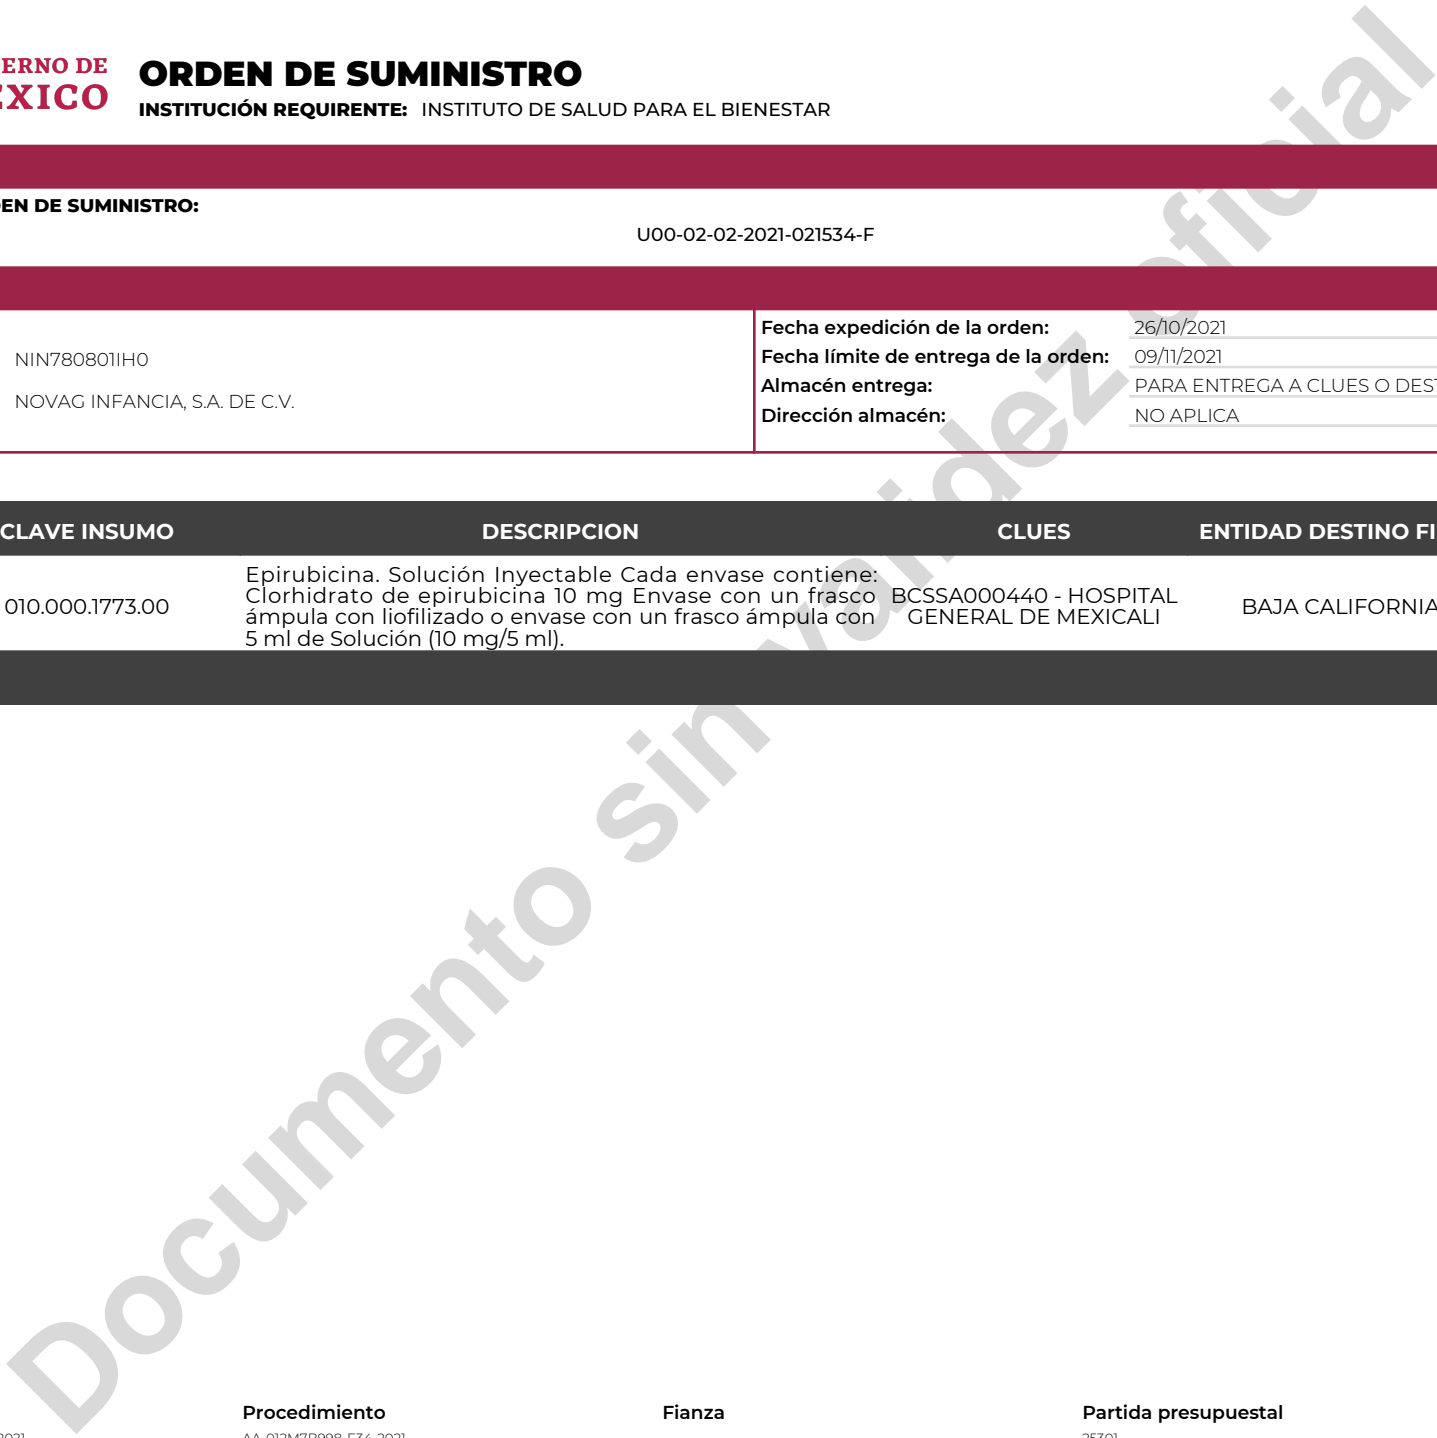 ERNO DE
EXICO
ORDEN DE SUMINISTRO
INSTITUCIÓN REQUIRENTE: INSTITUTO DE SALUD PARA EL BIENESTAR
EN DE SUMINISTRO:
U00-02-02-2021-021534-F
NIN780801IH0
NOVAG INFANCIA, S.A. DE C.V.
Fecha expedición de la orden: 26/10/2021
Fecha límite de entrega de la orden: 09/11/2021
Almacén entrega: PARA ENTREGA A CLUES O DEST
Dirección almacén: NO APLICA
CLAVE INSUMO DESCRIPCION CLUES ENTIDAD DESTINO FI
010.000.1773.00
Epirubicina. Solución Inyectable Cada envase contiene:
Clorhidrato de epirubicina 10 mg Envase con un frasco
ámpula con liofilizado o envase con un frasco ámpula con
5 ml de Solución (10 mg/5 ml).
BCSSA000440 - HOSPITAL
GENERAL DE MEXICALI
BAJA CALIFORNIA
Documento sin validez oficial
Procedimiento Fianza Partida presupuestal